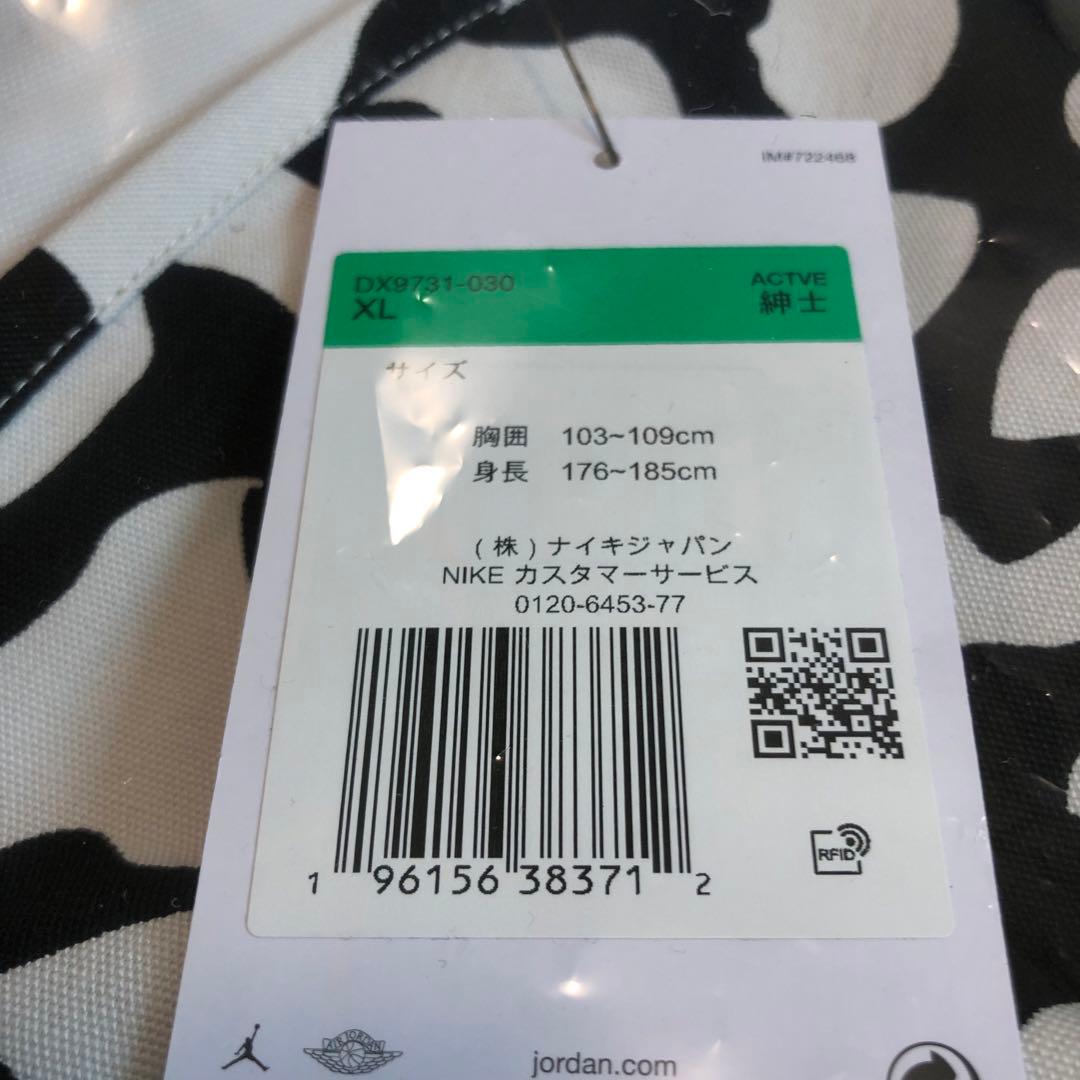 IM#722468
DX9731-030
XL
ACTVE
紳士
サイズ
胸囲 103~109cm
身長 176~185cm
(株)ナイキジャパン
NIKE カスタマーサービス
0120-6453-77
1 96156 38371 2
RFID
AIR JORDAN
jordan.com